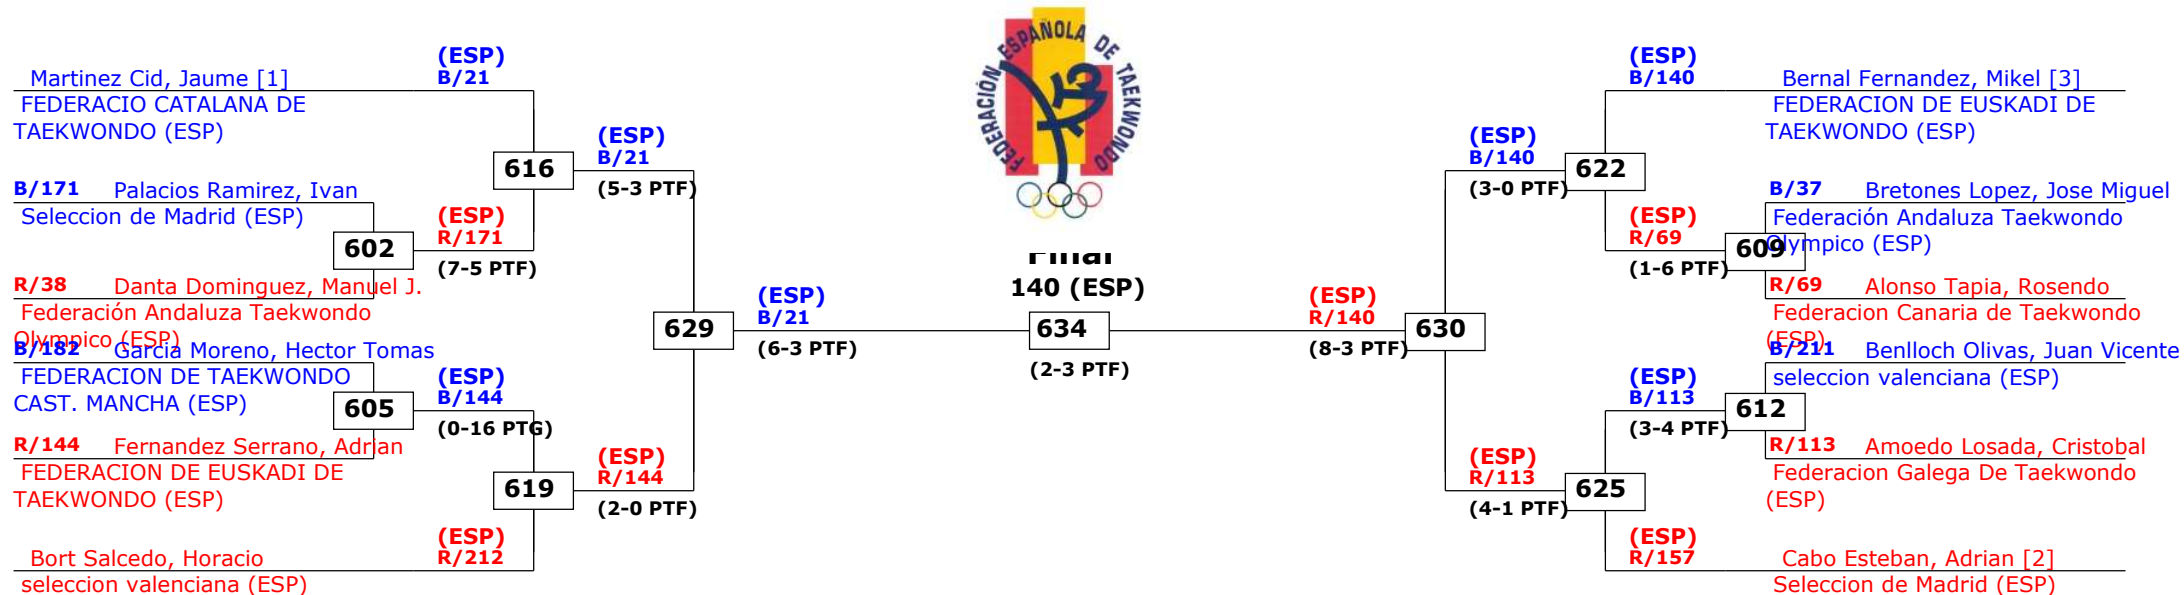 Martinez Cid, Jaume [1]
FEDERACIO CATALANA DE
TAEKWONDO (ESP)
(ESP)
B/21
B/171 Palacios Ramirez, Ivan
Seleccion de Madrid (ESP)
616
(ESP)
B/21
(5-3 PTF)
602
(ESP)
R/171
(7-5 PTF)
R/38 Danta Dominguez, Manuel J.
Federación Andaluza Taekwondo
Olympico (ESP)
B/182 Garcia Moreno, Hector Tomas
FEDERACION DE TAEKWONDO
CAST. MANCHA (ESP)
605
(ESP)
B/144
(0-16 PTG)
R/144 Fernandez Serrano, Adrian
FEDERACION DE EUSKADI DE
TAEKWONDO (ESP)
619
(ESP)
R/144
(2-0 PTF)
Bort Salcedo, Horacio
seleccion valenciana (ESP)
(ESP)
R/212
629
(ESP)
B/21
(6-3 PTF)
FEDERACIÓN ESPAÑOLA DE TAEKWONDO
Final
140 (ESP)
634
(2-3 PTF)
(ESP)
R/140
(8-3 PTF)
630
(ESP)
B/140
(3-0 PTF)
622
(ESP)
B/140
Bernal Fernandez, Mikel [3]
FEDERACION DE EUSKADI DE
TAEKWONDO (ESP)
B/37 Bretones Lopez, Jose Miguel
Federación Andaluza Taekwondo
Olympico (ESP)
(ESP)
R/69
(1-6 PTF)
609
R/69 Alonso Tapia, Rosendo
Federacion Canaria de Taekwondo
(ESP)
B/211 Benlloch Olivas, Juan Vicente
seleccion valenciana (ESP)
(ESP)
B/113
(3-4 PTF)
612
R/113 Amoedo Losada, Cristobal
Federacion Galega De Taekwondo
(ESP)
(ESP)
R/113
(4-1 PTF)
625
(ESP)
R/157
Cabo Esteban, Adrian [2]
Seleccion de Madrid (ESP)